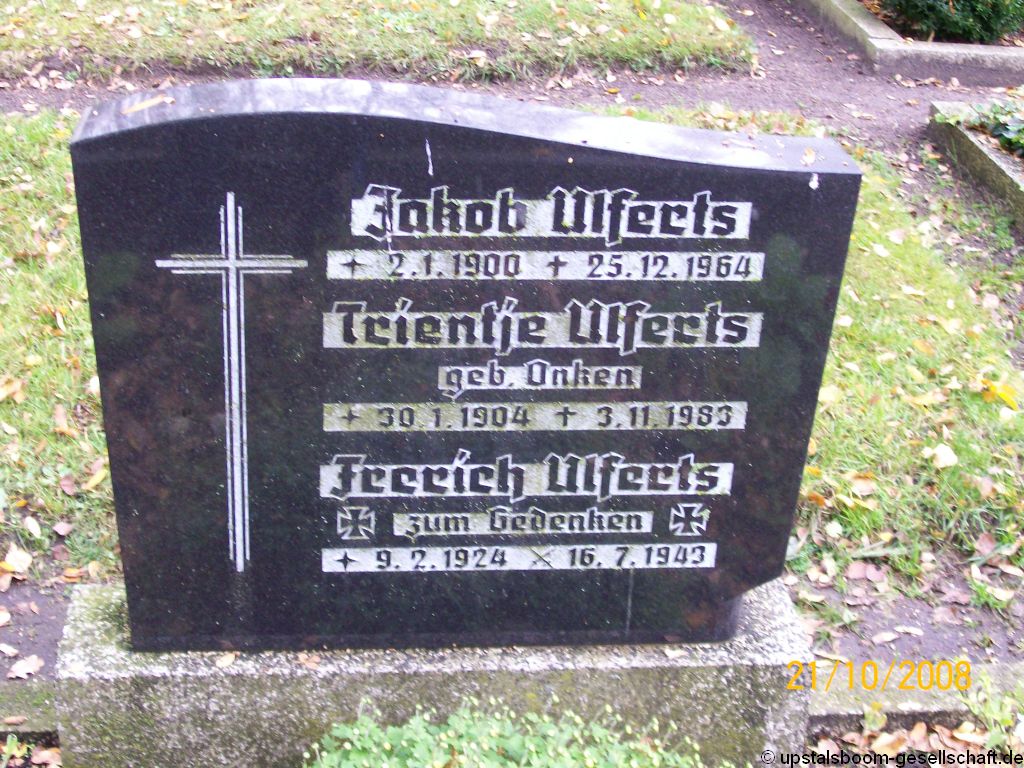 Jakob Ulferts
✦ 2.1.1900 ✝ 25.12.1964
Trientje Ulferts
geb. Onken
✦ 30.1.1904 ✝ 3.11.1983
Frerich Ulferts
zum Gedenken
✦ 9.2.1924 ⚔ 16.7.1943
21/10/2008
© upstalsboom-gesellschaft.de